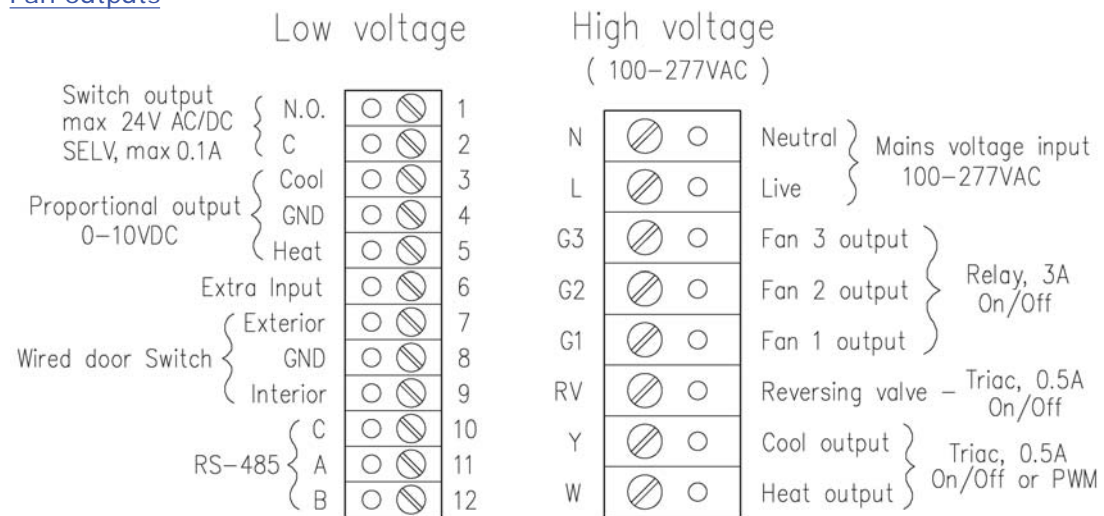 Fan outputs
Low voltage
Switch output
max 24V AC/DC
SELV, max 0.1A
N.O. 1
C 2
Proportional output
0-10VDC
Cool 3
GND 4
Heat 5
Extra Input 6
Wired door Switch
Exterior 7
GND 8
Interior 9
RS-485
C 10
A 11
B 12
High voltage
( 100-277VAC )
N Neutral
L Live
Mains voltage input
100-277VAC
G3 Fan 3 output
G2 Fan 2 output
G1 Fan 1 output
Relay, 3A
On/Off
RV Reversing valve - Triac, 0.5A
On/Off
Y Cool output
W Heat output
Triac, 0.5A
On/Off or PWM